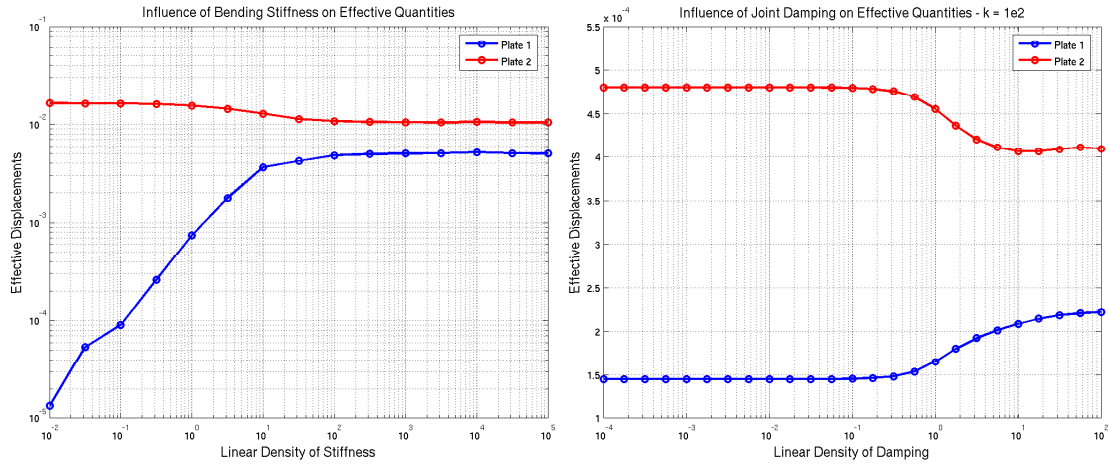 Influence of Bending Stiffness on Effective Quantities
10^-1
10^-2
10^-3
10^-4
10^-5
Effective Displacements
Plate 1
Plate 2
10^-2
10^-1
10^0
10^1
10^2
10^3
10^4
10^5
Linear Density of Stiffness
Influence of Joint Damping on Effective Quantities - k = 1e2
x 10^-4
5.5
5
4.5
4
3.5
3
2.5
2
1.5
1
Effective Displacements
Plate 1
Plate 2
10^-4
10^-3
10^-2
10^-1
10^0
10^1
10^2
Linear Density of Damping